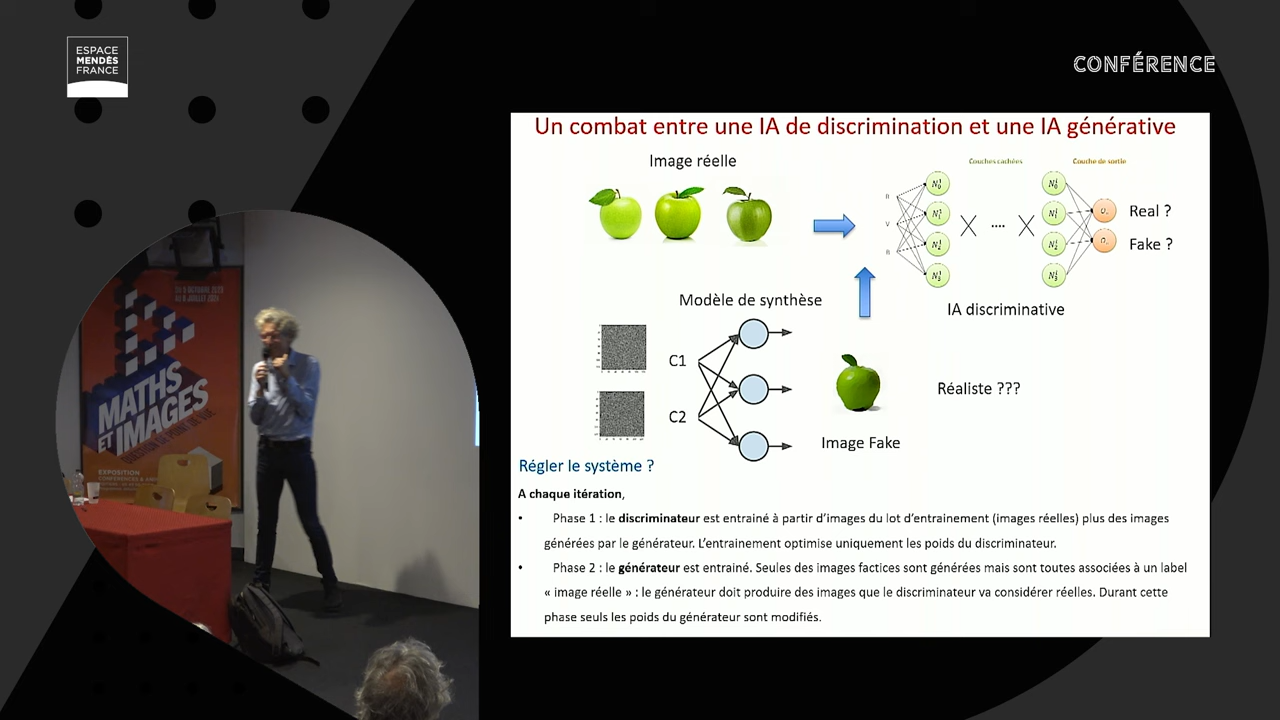 ESPACE
MENDÈS
FRANCE
CONFÉRENCE
Un combat entre une IA de discrimination et une IA générative
Image réelle
Couches cachées
Couche de sortie
R
V
B
....
Real ?
Fake ?
IA discriminative
Modèle de synthèse
C1
C2
Réaliste ???
Image Fake
Régler le système ?
A chaque itération,
• Phase 1 : le discriminateur est entrainé à partir d'images du lot d'entrainement (images réelles) plus des images
générées par le générateur. L'entrainement optimise uniquement les poids du discriminateur.
• Phase 2 : le générateur est entrainé. Seules des images factices sont générées mais sont toutes associées à un label
« image réelle » : le générateur doit produire des images que le discriminateur va considérer réelles. Durant cette
phase seuls les poids du générateur sont modifiés.
MATHS
ET IMAGES
EXPOSITION